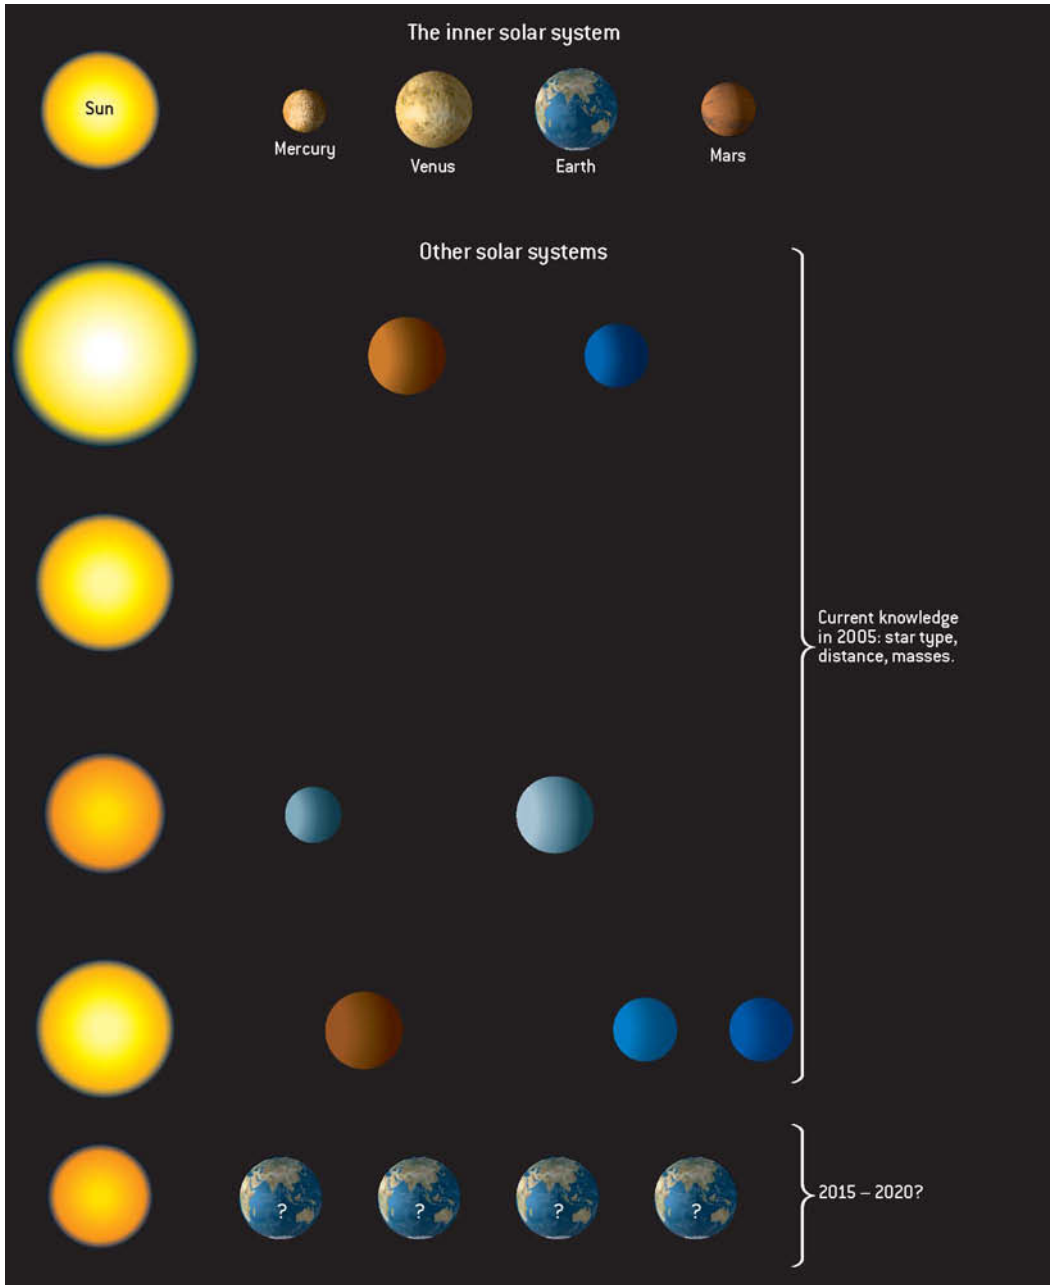 The inner solar system
Sun
Mercury
Venus
Earth
Mars
Other solar systems
Current knowledge
in 2005: star type,
distance, masses.
? ? ? ?
2015 – 2020?